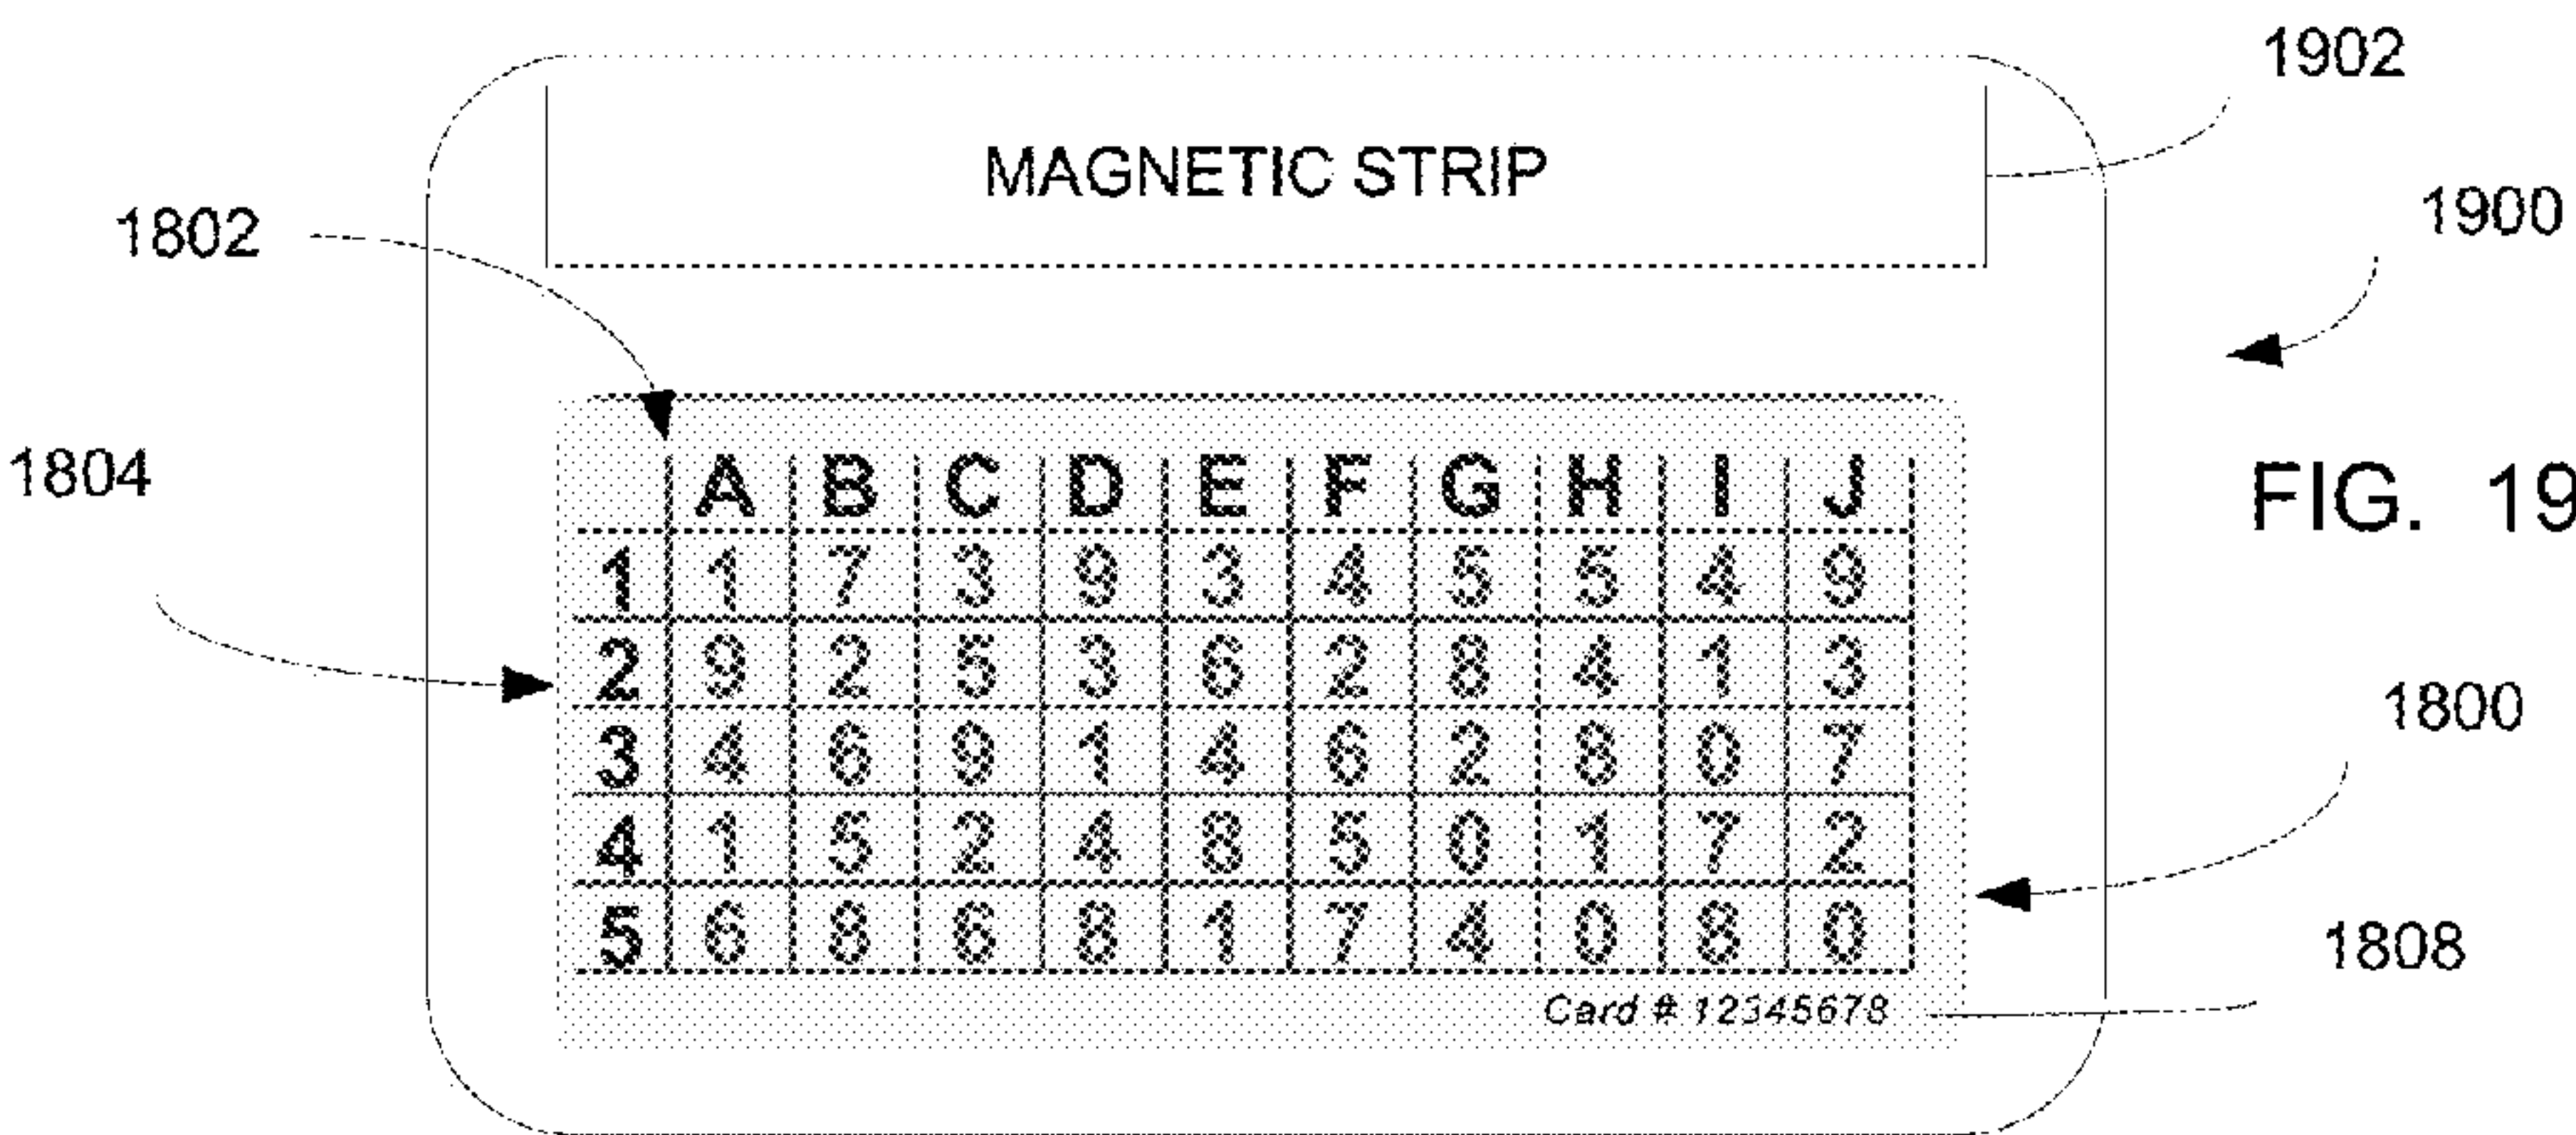 1902
MAGNETIC STRIP
1900
1802
1804
A B C D E F G H I J
FIG. 19
1 1 7 3 9 3 4 5 5 4 9
2 9 2 5 3 6 2 8 4 1 3
3 4 6 9 1 4 6 2 8 0 7
1800
4 1 5 2 4 8 5 0 1 7 2
5 6 8 6 8 1 7 4 0 8 0
1808
Card # 12345678